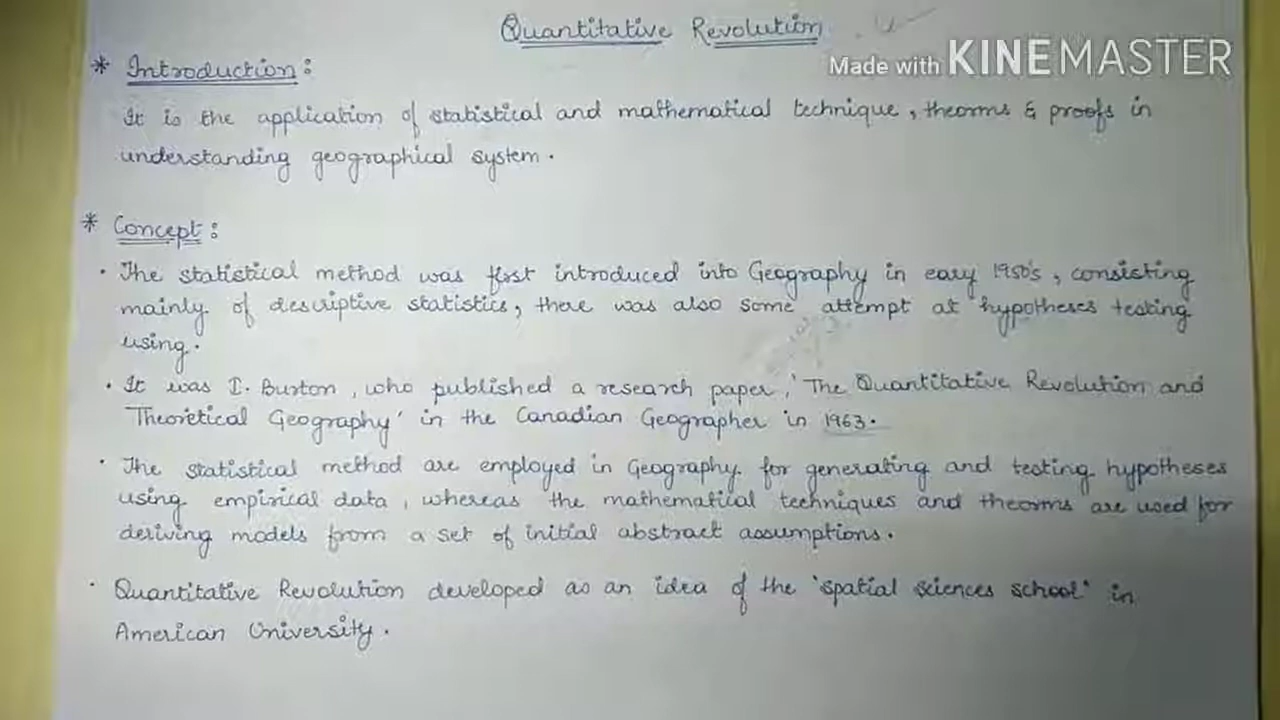 Quantitative Revolution
Made with KINEMASTER
* Introduction:
It is the application of statistical and mathematical technique, theorms & proofs in
understanding geographical system.
* Concept:
· The statistical method was first introduced into Geography in eary 1950's, consisting
mainly of descriptive statistics, there was also some attempt at hypotheses testing
using.
· It was I. Burton, who published a research paper, 'The Quantitative Revolution and
Theoretical Geography' in the Canadian Geographer in 1963.
· The statistical method are employed in Geography for generating and testing hypotheses
using empirical data, whereas the mathematical techniques and theorms are used for
deriving models from a set of initial abstract assumptions.
· Quantitative Revolution developed as an idea of the 'spatial sciences school' in
American University.